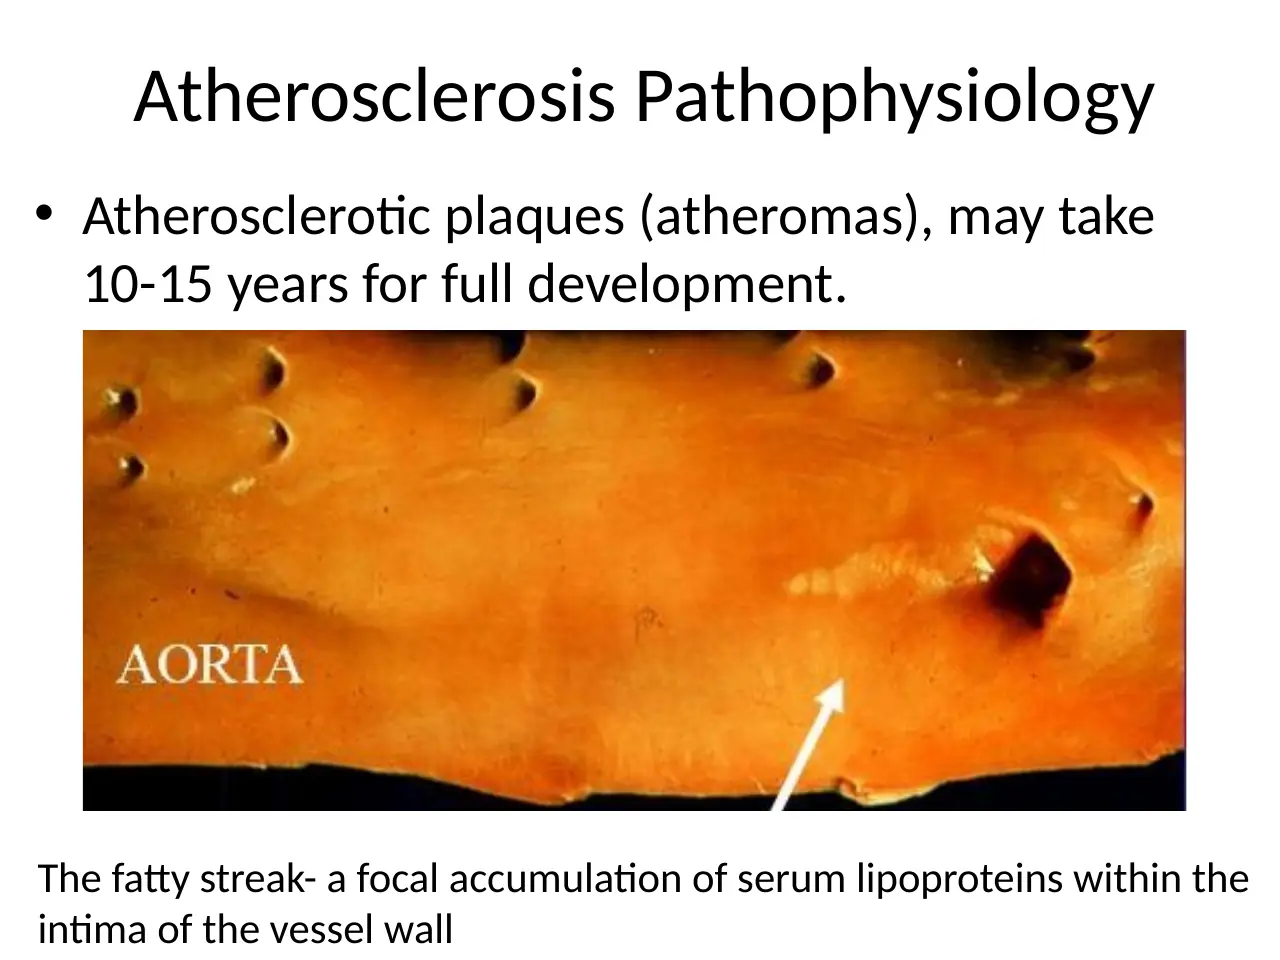 Atherosclerosis Pathophysiology
• Atherosclerotic plaques (atheromas), may take
10-15 years for full development.
AORTA
The fatty streak- a focal accumulation of serum lipoproteins within the
intima of the vessel wall